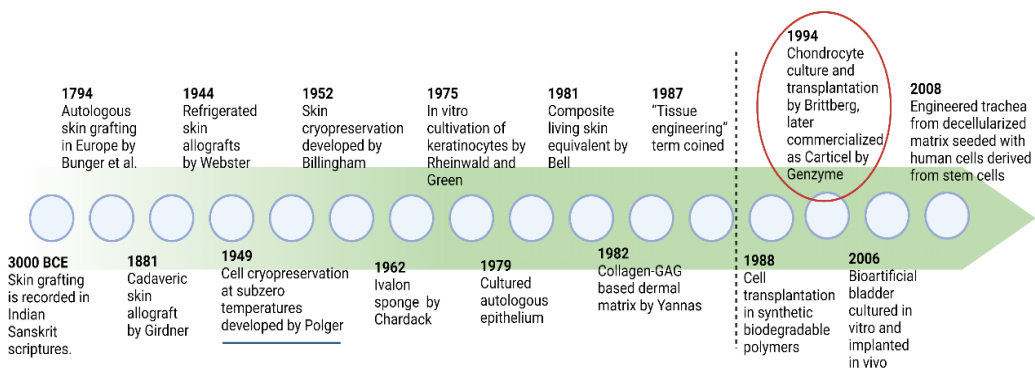 1794
Autologous
skin grafting
in Europe by
Bunger et al.
1944
Refrigerated
skin
allografts
by Webster
1952
Skin
cryopreservation
developed by
Billingham
1975
In vitro
cultivation of
keratinocytes by
Rheinwald and
Green
1981
Composite
living skin
equivalent by
Bell
1987
"Tissue
engineering"
term coined
1994
Chondrocyte
culture and
transplantation
by Brittberg,
later
commercialized
as Carticel by
Genzyme
2008
Engineered trachea
from decellularized
matrix seeded with
human cells derived
from stem cells
3000 BCE
Skin grafting
is recorded in
Indian
Sanskrit
scriptures.
1881
Cadaveric
skin
allograft
by Girdner
1949
Cell cryopreservation
at subzero
temperatures
developed by Polger
1962
Ivalon
sponge by
Chardack
1979
Cultured
autologous
epithelium
1982
Collagen-GAG
based dermal
matrix by Yannas
1988
Cell
transplantation
in synthetic
biodegradable
polymers
2006
Bioartificial
bladder
cultured in
vitro and
implanted
in vivo